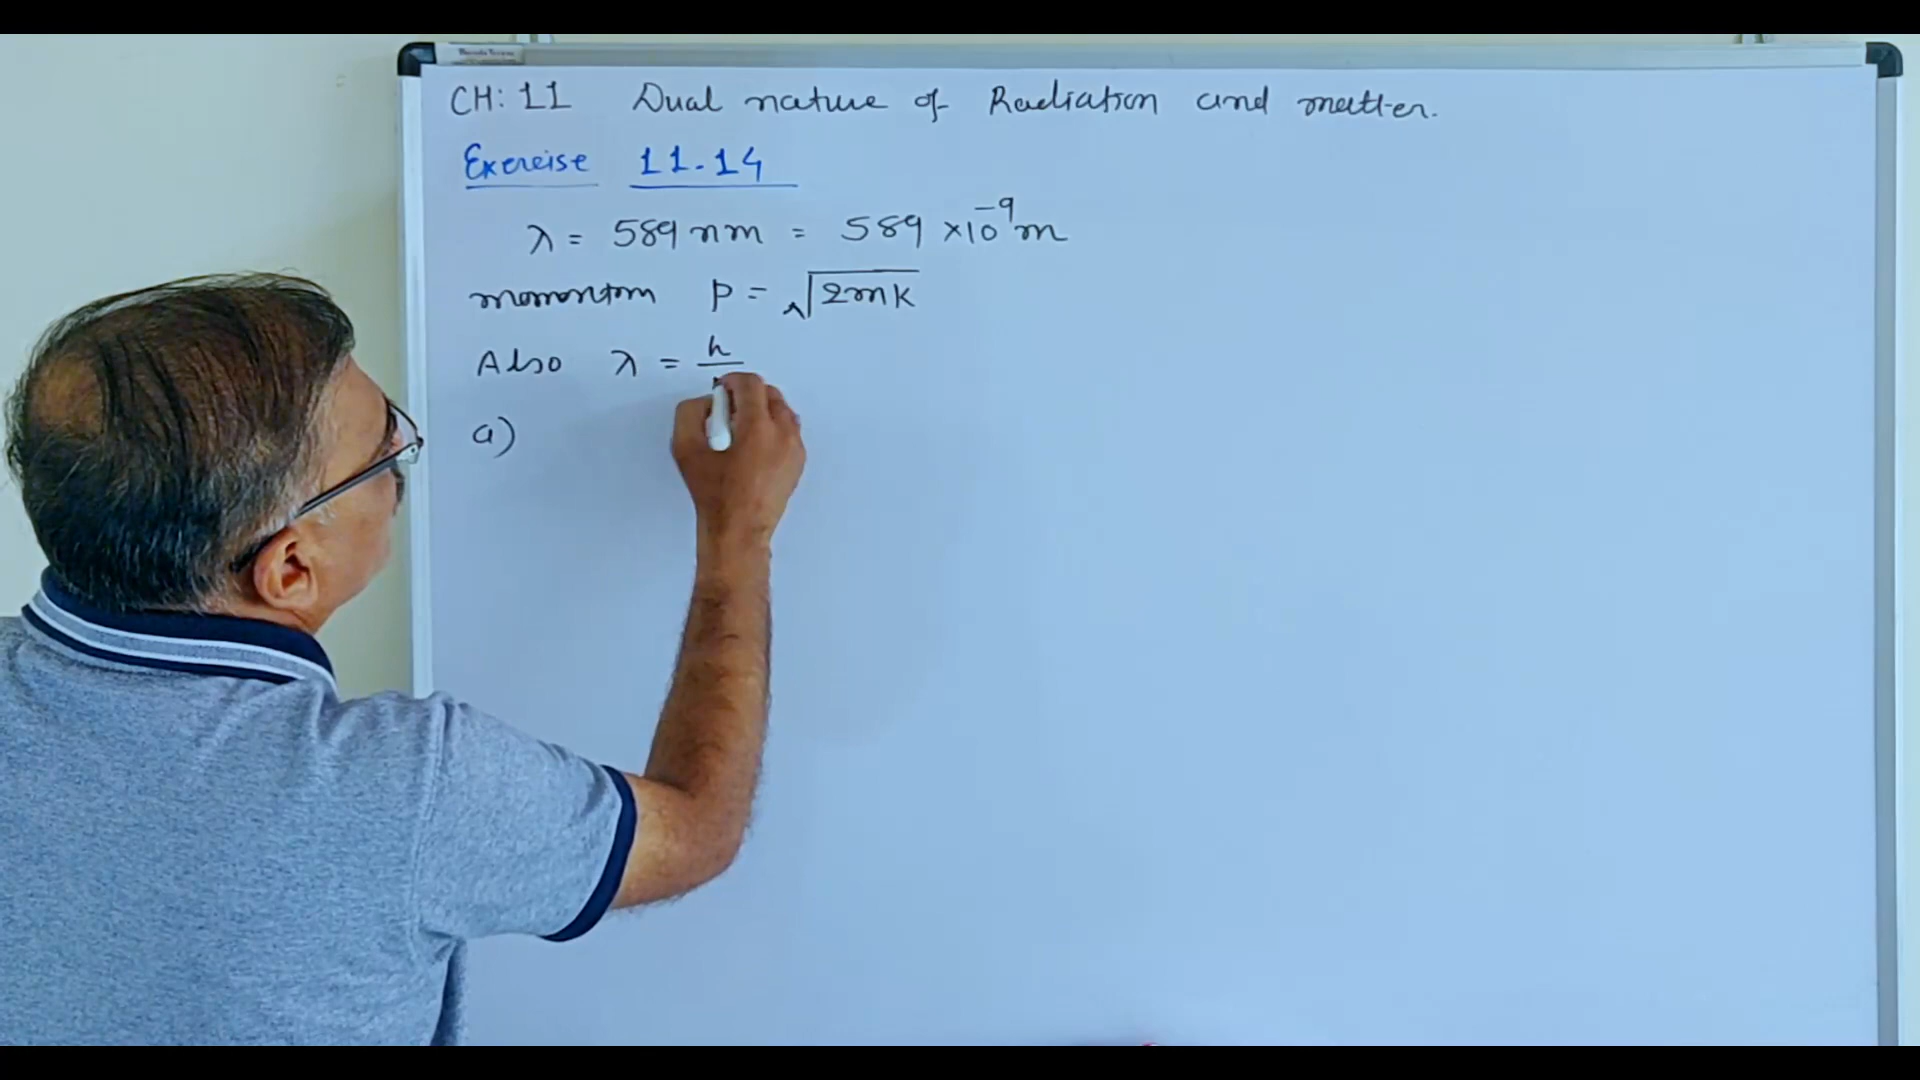 CH: 11 Dual nature of Radiation and matter.
Exercise 11.14
λ = 589 nm = 589 ×10⁻⁹ m
momentum p = √2mK
Also λ = h
a)